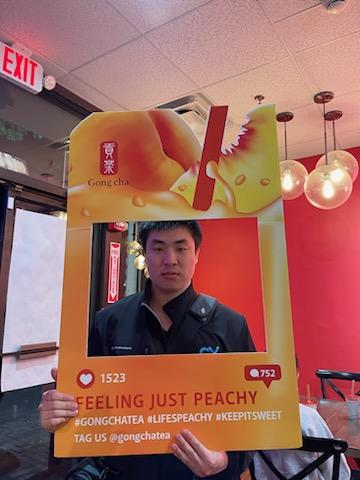 EXIT
貢茶
Gong cha
1523
752
FEELING JUST PEACHY
#GONGCHATEA #LIFESPEACHY #KEEPITSWEET
TAG US @gongchatea